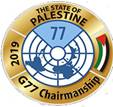 THE STATE OF
PALESTINE
77
2019
G77 Chairmanship